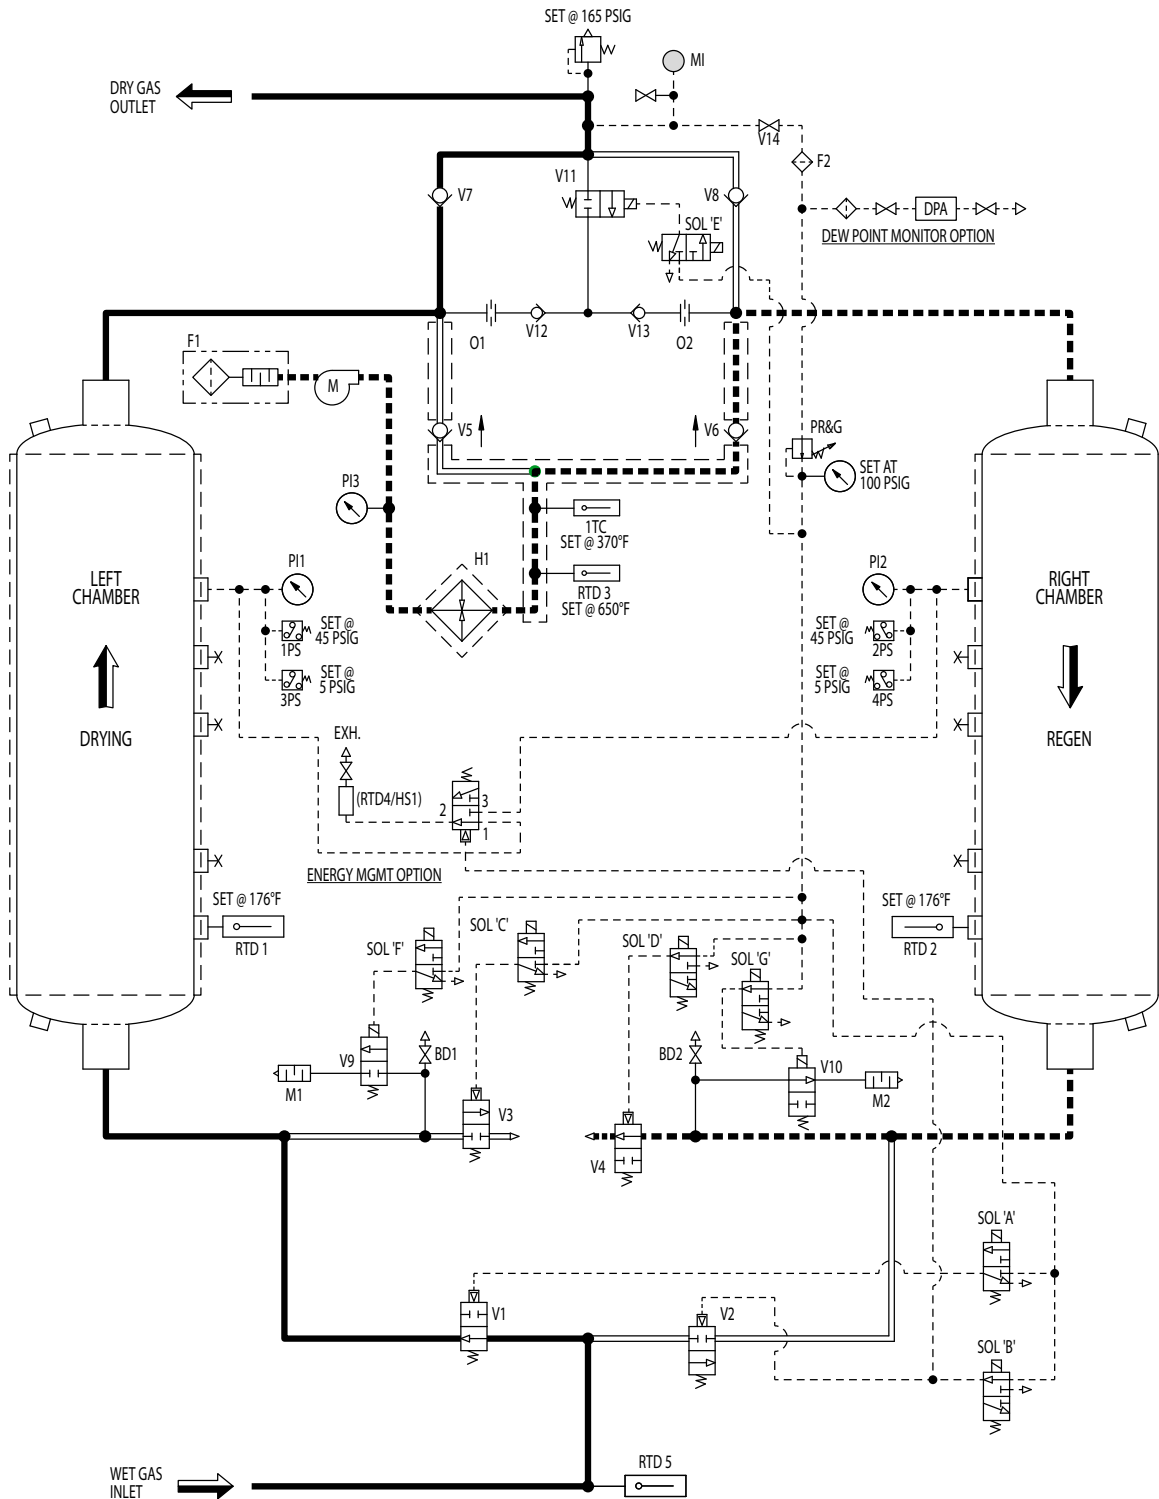 SET @ 165 PSIG
MI
DRY GAS
OUTLET
V14
F2
V11
V7
V8
DPA
SOL 'E'
DEW POINT MONITOR OPTION
V12
V13
F1
O1
O2
M
V5
V6
PR&G
SET AT
100 PSIG
PI3
1TC
SET @ 370°F
H1
RTD 3
SET @ 650°F
PI1
PI2
LEFT
CHAMBER
RIGHT
CHAMBER
SET @
45 PSIG
1PS
SET @
45 PSIG
2PS
SET @
5 PSIG
3PS
SET @
5 PSIG
4PS
DRYING
REGEN
EXH.
(RTD4/HS1)
2
3
1
ENERGY MGMT OPTION
SET @ 176°F
RTD 1
SET @ 176°F
RTD 2
SOL 'F'
SOL 'C'
SOL 'D'
SOL 'G'
V9
BD1
BD2
V10
M1
M2
V3
V4
SOL 'A'
V1
V2
SOL 'B'
WET GAS
INLET
RTD 5